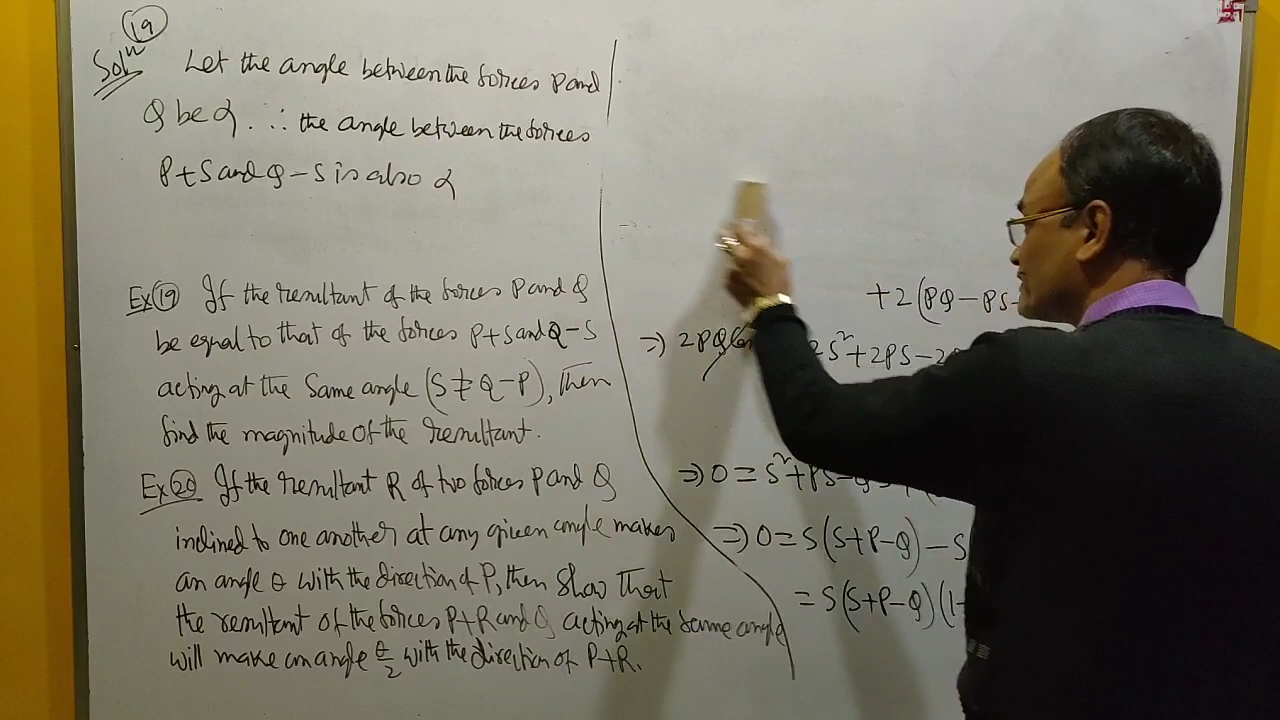 (19)
Solⁿ Let the angle between the forces P and
Q be α. ∴ the angle between the forces
P+S and Q-S is also α
Ex (19) If the resultant of the forces P and Q
be equal to that of the forces P+S and Q-S
acting at the same angle (S ≠ Q-P), then
find the magnitude of the resultant.
Ex (20) If the resultant R of two forces P and Q
inclined to one another at any given angle makes
an angle θ with the direction of P, then show that
the resultant of the forces P+R and Q acting at the same angle
will make an angle θ/2 with the direction of P+R.
+2(PQ-PS-
⇒) 2PQ 2S²+2PS-2
⇒ 0 = S²+PS-QS
⇒ 0 = S(S+P-Q) - S
= S(S+P-Q)(1-